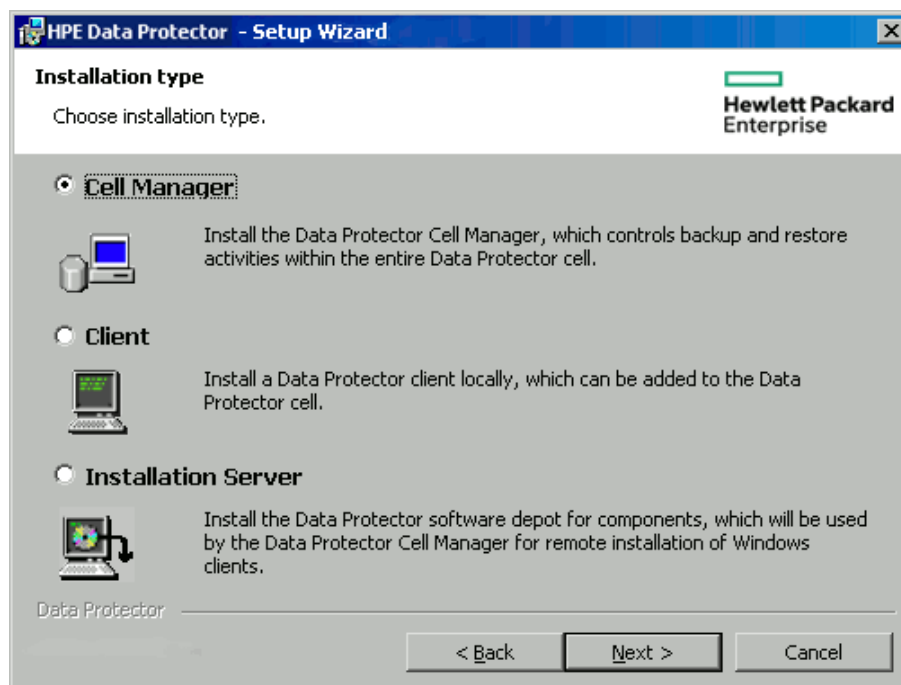 HPE Data Protector - Setup Wizard
Installation type
Choose installation type.
Hewlett Packard
Enterprise
Cell Manager
Install the Data Protector Cell Manager, which controls backup and restore
activities within the entire Data Protector cell.
Client
Install a Data Protector client locally, which can be added to the Data
Protector cell.
Installation Server
Install the Data Protector software depot for components, which will be used
by the Data Protector Cell Manager for remote installation of Windows
clients.
Data Protector
< Back
Next >
Cancel